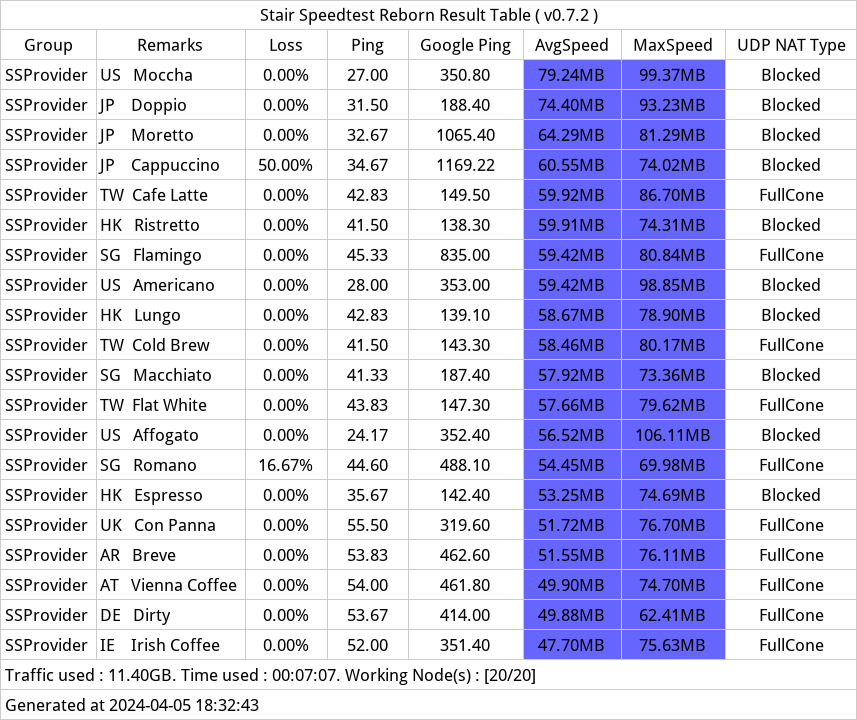 Stair Speedtest Reborn Result Table ( v0.7.2 )
Group Remarks Loss Ping Google Ping AvgSpeed MaxSpeed UDP NAT Type
SSProvider US Moccha 0.00% 27.00 350.80 79.24MB 99.37MB Blocked
SSProvider JP Doppio 0.00% 31.50 188.40 74.40MB 93.23MB Blocked
SSProvider JP Moretto 0.00% 32.67 1065.40 64.29MB 81.29MB Blocked
SSProvider JP Cappuccino 50.00% 34.67 1169.22 60.55MB 74.02MB Blocked
SSProvider TW Cafe Latte 0.00% 42.83 149.50 59.92MB 86.70MB FullCone
SSProvider HK Ristretto 0.00% 41.50 138.30 59.91MB 74.31MB Blocked
SSProvider SG Flamingo 0.00% 45.33 835.00 59.42MB 80.84MB FullCone
SSProvider US Americano 0.00% 28.00 353.00 59.42MB 98.85MB Blocked
SSProvider HK Lungo 0.00% 42.83 139.10 58.67MB 78.90MB Blocked
SSProvider TW Cold Brew 0.00% 41.50 143.30 58.46MB 80.17MB FullCone
SSProvider SG Macchiato 0.00% 41.33 187.40 57.92MB 73.36MB Blocked
SSProvider TW Flat White 0.00% 43.83 147.30 57.66MB 79.62MB FullCone
SSProvider US Affogato 0.00% 24.17 352.40 56.52MB 106.11MB Blocked
SSProvider SG Romano 16.67% 44.60 488.10 54.45MB 69.98MB FullCone
SSProvider HK Espresso 0.00% 35.67 142.40 53.25MB 74.69MB Blocked
SSProvider UK Con Panna 0.00% 55.50 319.60 51.72MB 76.70MB FullCone
SSProvider AR Breve 0.00% 53.83 462.60 51.55MB 76.11MB FullCone
SSProvider AT Vienna Coffee 0.00% 54.00 461.80 49.90MB 74.70MB FullCone
SSProvider DE Dirty 0.00% 53.67 414.00 49.88MB 62.41MB FullCone
SSProvider IE Irish Coffee 0.00% 52.00 351.40 47.70MB 75.63MB FullCone
Traffic used : 11.40GB. Time used : 00:07:07. Working Node(s) : [20/20]
Generated at 2024-04-05 18:32:43